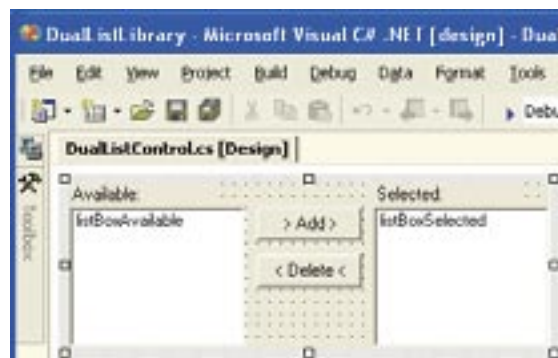 DualListLibrary - Microsoft Visual C# .NET [design] - Dua
File Edit View Project Build Debug Data Format Tools
Debu
DualListControl.cs [Design]
Toolbox
Available: Selected:
listBoxAvailable > Add > listBoxSelected
< Delete <